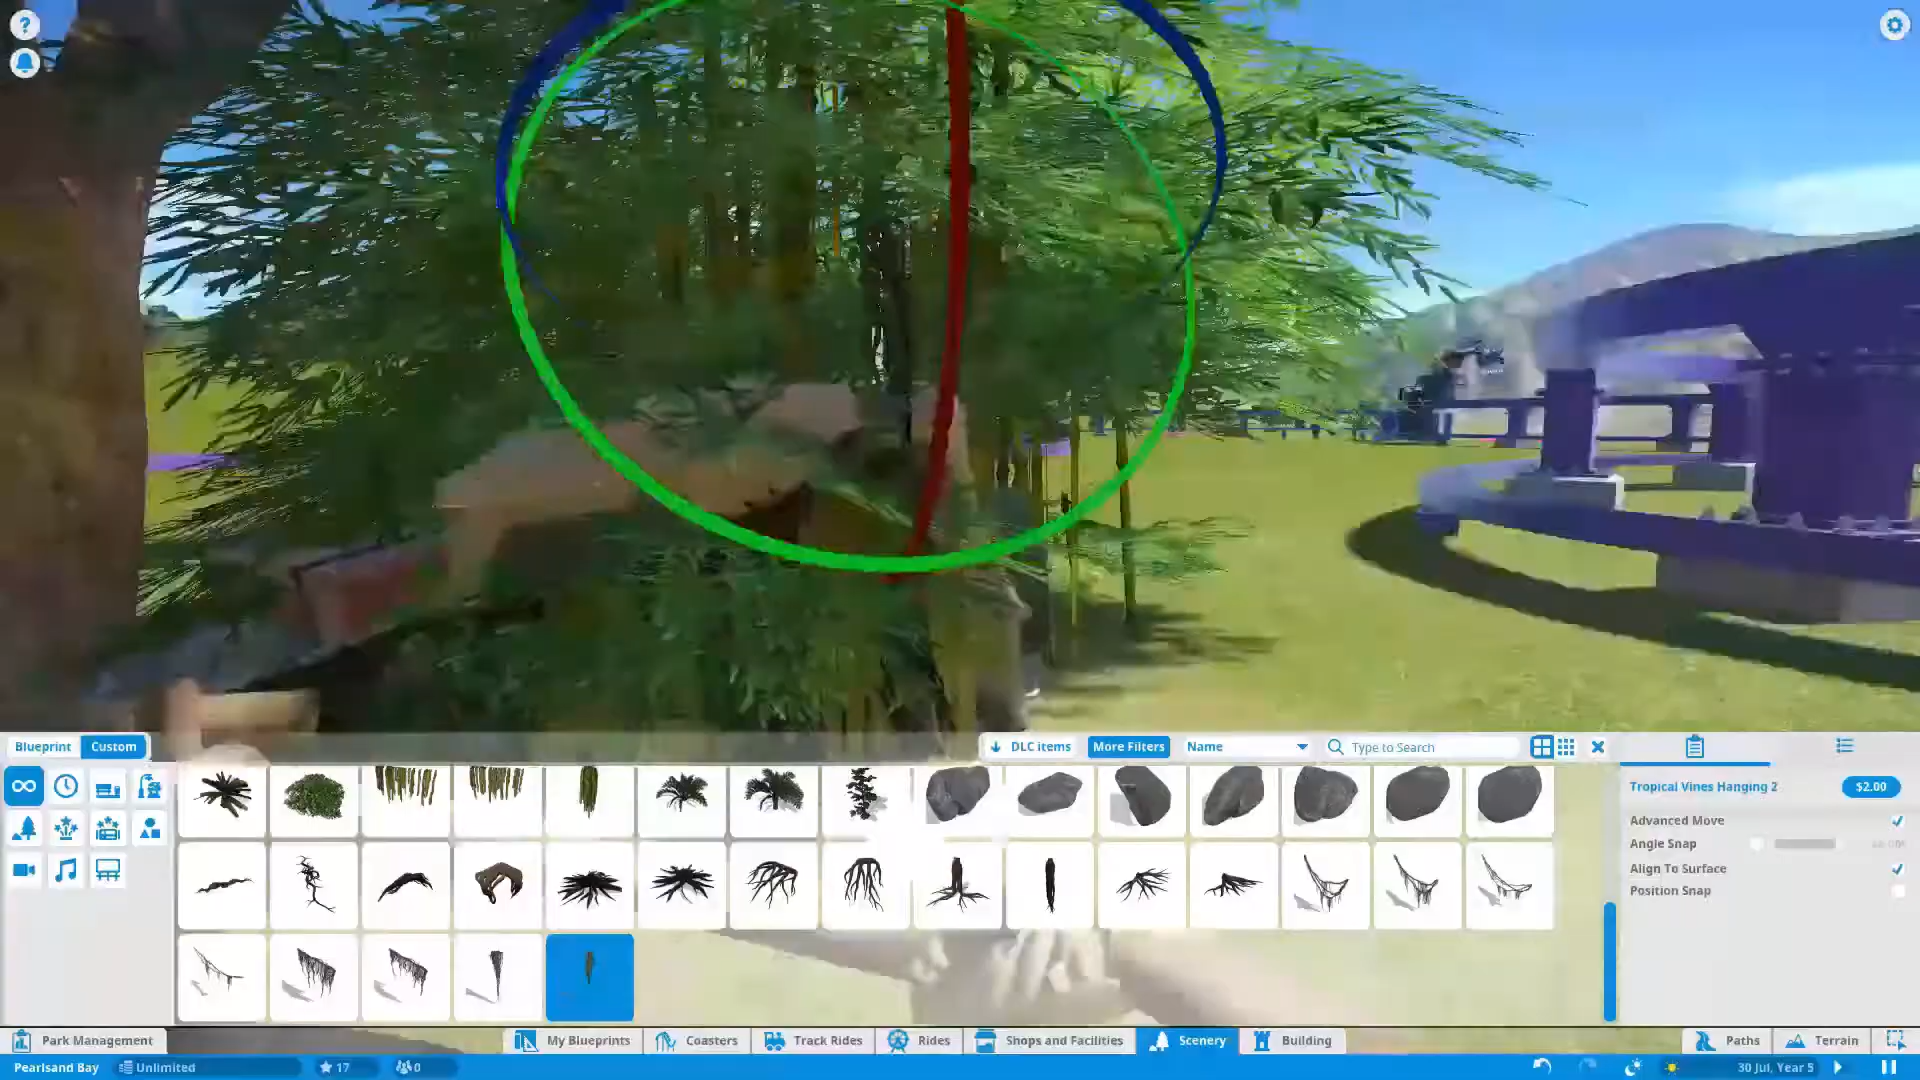 ?
Blueprint Custom
DLC items More Filters Name Type to Search
Tropical Vines Hanging 2 $2.00
Advanced Move
Angle Snap
Align To Surface
Position Snap
Park Management My Blueprints Coasters Track Rides Rides Shops and Facilities Scenery Building Paths Terrain
Pearlsand Bay Unlimited 17 0 30 Jul, Year 5